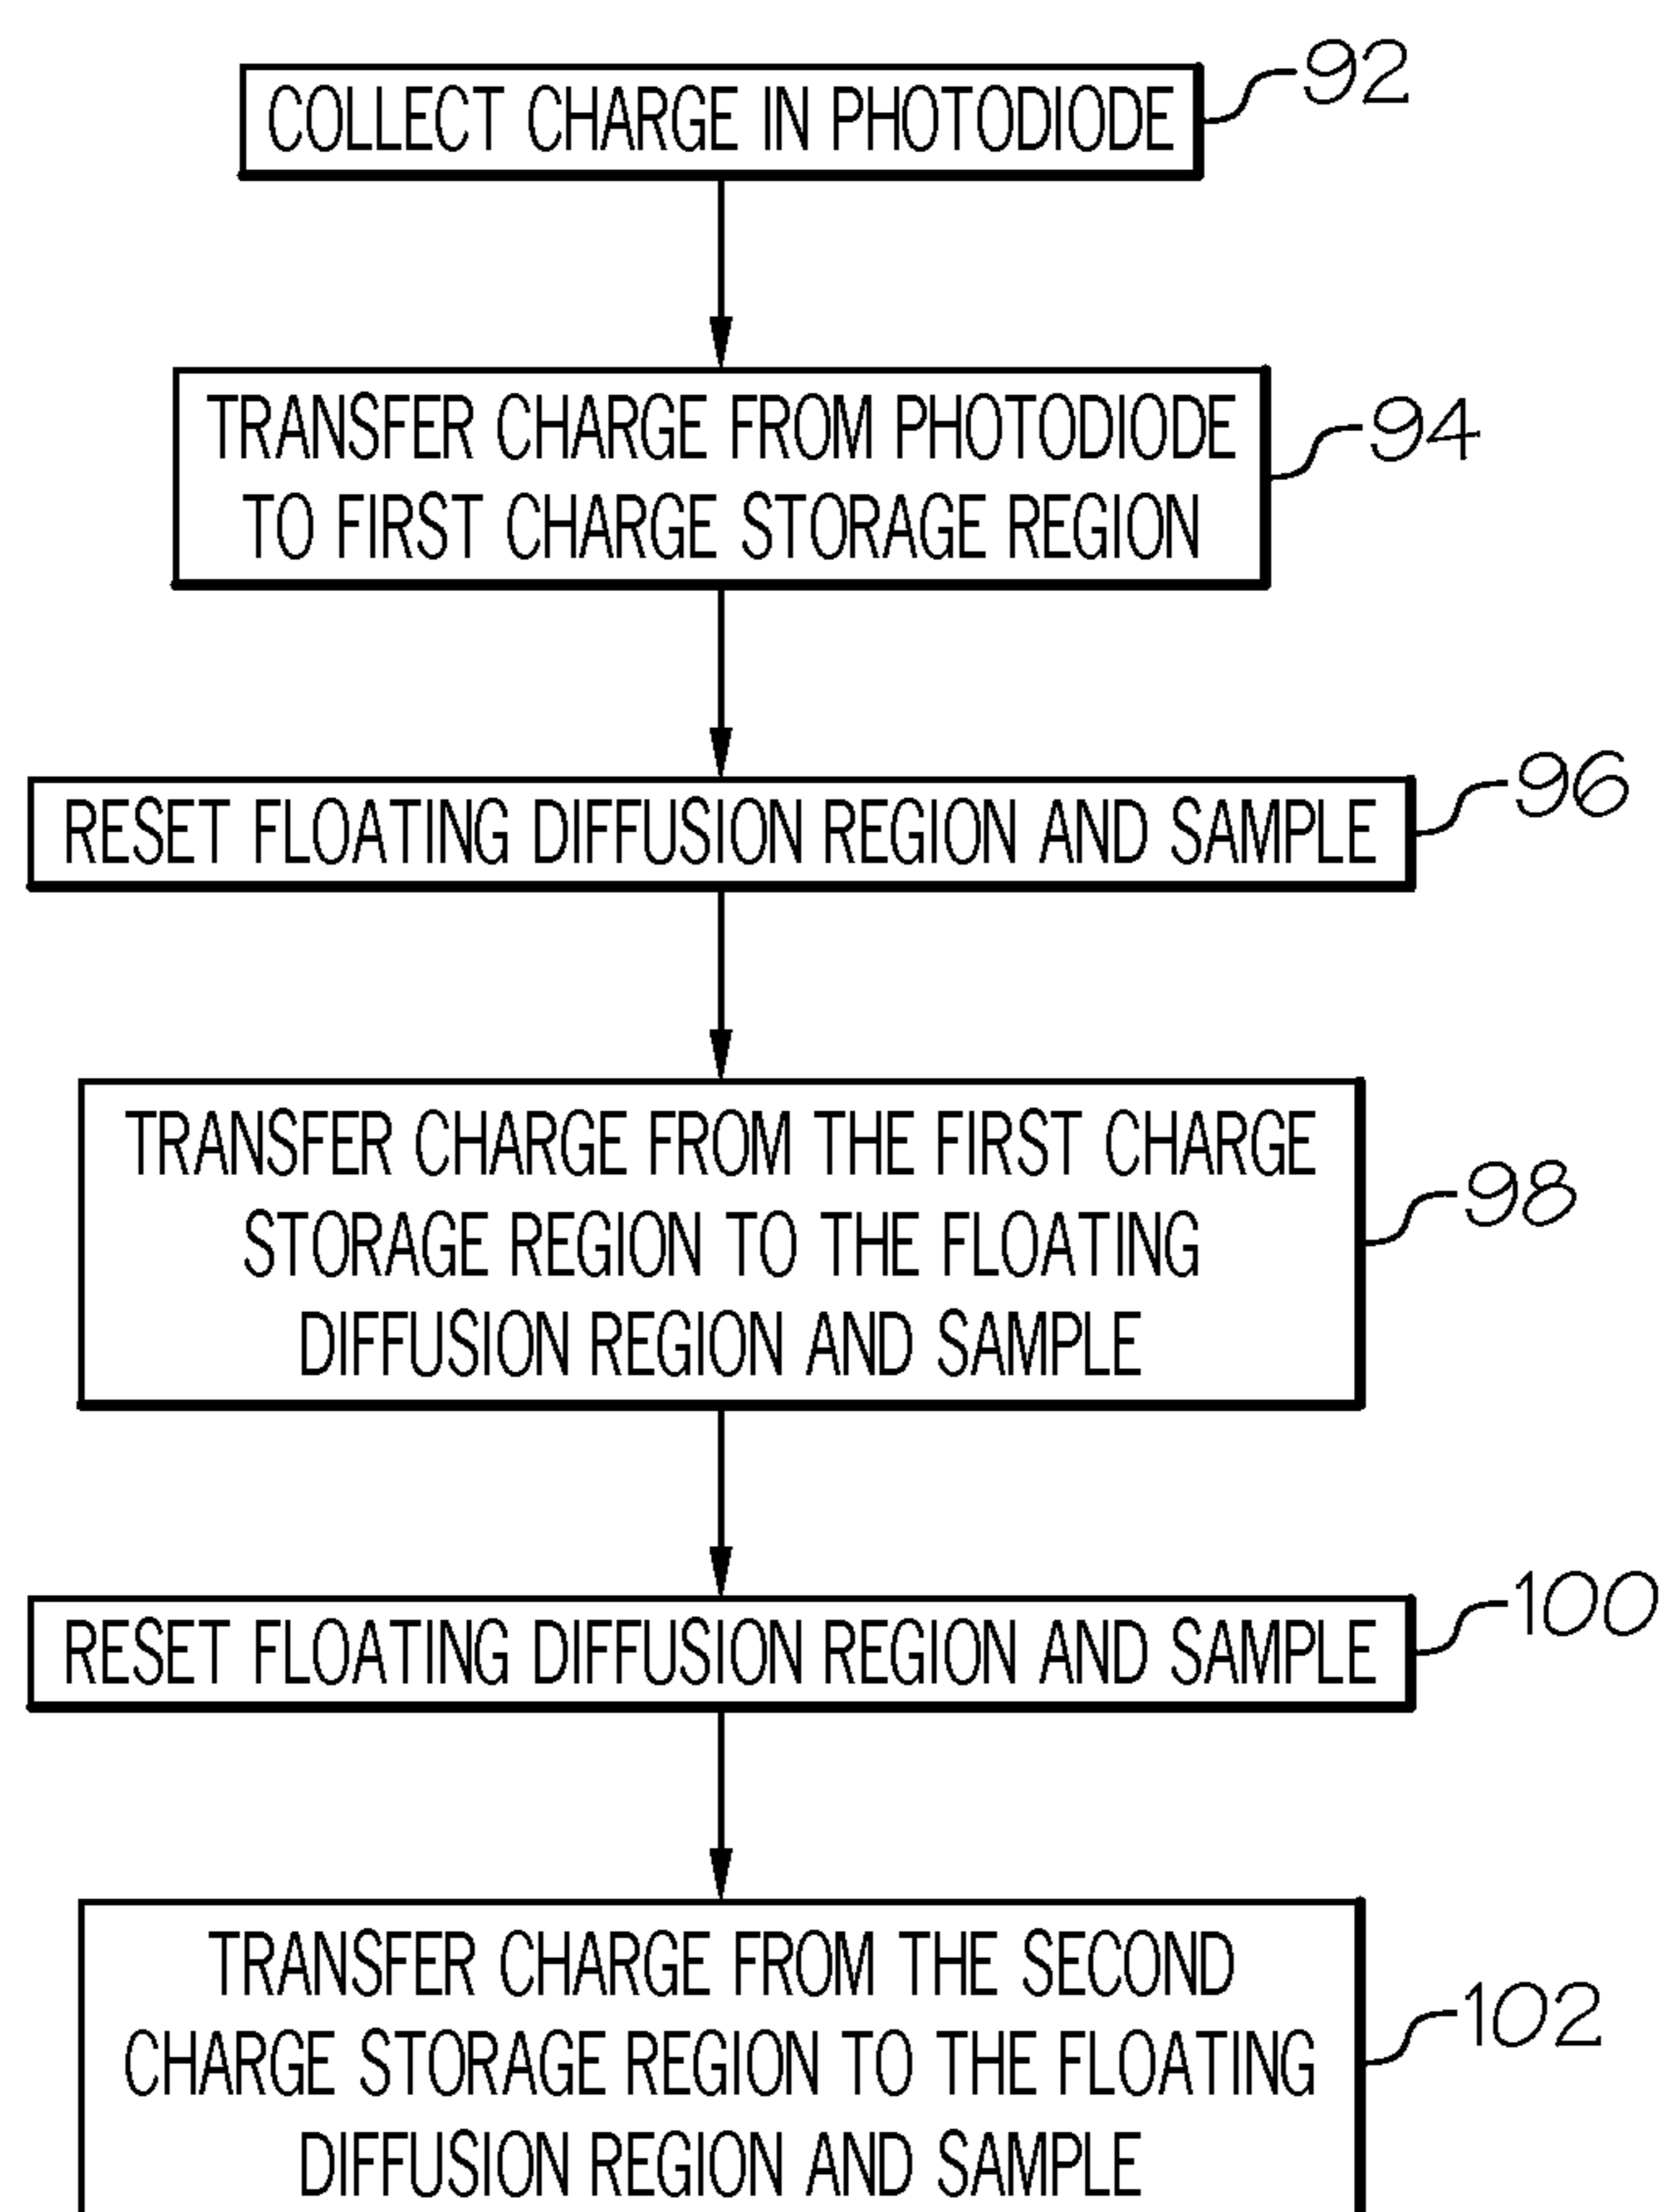 COLLECT CHARGE IN PHOTODIODE
92
TRANSFER CHARGE FROM PHOTODIODE
TO FIRST CHARGE STORAGE REGION
94
RESET FLOATING DIFFUSION REGION AND SAMPLE
96
TRANSFER CHARGE FROM THE FIRST CHARGE
STORAGE REGION TO THE FLOATING
DIFFUSION REGION AND SAMPLE
98
RESET FLOATING DIFFUSION REGION AND SAMPLE
100
TRANSFER CHARGE FROM THE SECOND
CHARGE STORAGE REGION TO THE FLOATING
DIFFUSION REGION AND SAMPLE
102